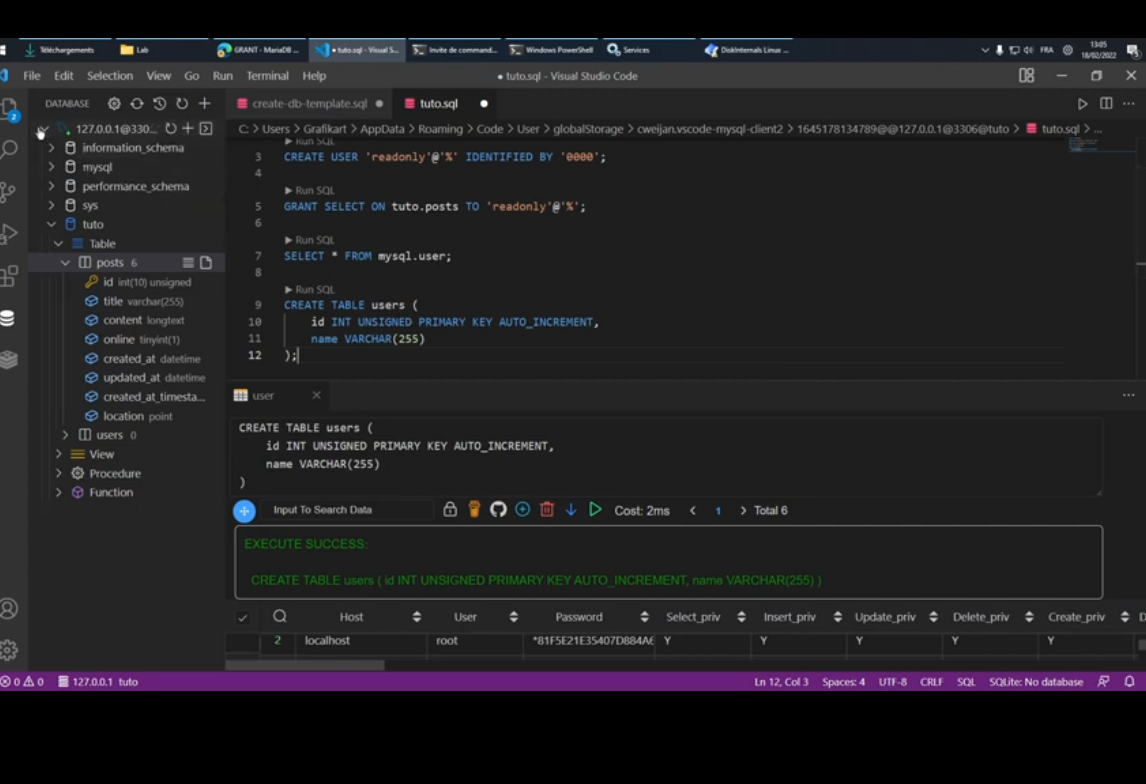 Téléchargements Lab GRANT - MariaDB ... • tuto.sql - Visual S... Invite de command... Windows PowerShell Services DiskInternals Linux ... FRA 13:05
18/02/2022
File Edit Selection View Go Run Terminal Help • tuto.sql - Visual Studio Code
DATABASE create-db-template.sql tuto.sql
127.0.0.1@330... C: > Users > Grafikart > AppData > Roaming > Code > User > globalStorage > cweijan.vscode-mysql-client2 > 1645178134789@@127.0.0.1@3306@tuto > tuto.sql > ...
information_schema
mysql
performance_schema
sys
tuto
Table
posts 6
id int(10) unsigned
title varchar(255)
content longtext
online tinyint(1)
created_at datetime
updated_at datetime
created_at_timesta...
location point
users 0
View
Procedure
Function
Run SQL
3 CREATE USER 'readonly'@'%' IDENTIFIED BY '0000';
4
Run SQL
5 GRANT SELECT ON tuto.posts TO 'readonly'@'%';
6
Run SQL
7 SELECT * FROM mysql.user;
8
Run SQL
9 CREATE TABLE users (
10 id INT UNSIGNED PRIMARY KEY AUTO_INCREMENT,
11 name VARCHAR(255)
12 );
user
CREATE TABLE users (
id INT UNSIGNED PRIMARY KEY AUTO_INCREMENT,
name VARCHAR(255)
)
Input To Search Data Cost: 2ms < 1 > Total 6
EXECUTE SUCCESS:
CREATE TABLE users ( id INT UNSIGNED PRIMARY KEY AUTO_INCREMENT, name VARCHAR(255) )
Host User Password Select_priv Insert_priv Update_priv Delete_priv Create_priv D
2 localhost root *81F5E21E35407D884A6 Y Y Y Y Y
0 0 127.0.0.1 tuto Ln 12, Col 3 Spaces: 4 UTF-8 CRLF SQL SQLite: No database